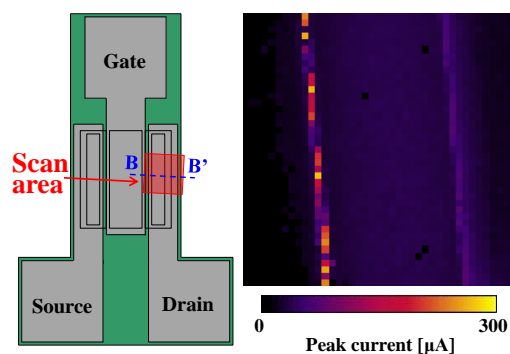 Gate
Scan
area
B
B'
Source
Drain
0
300
Peak current [μA]